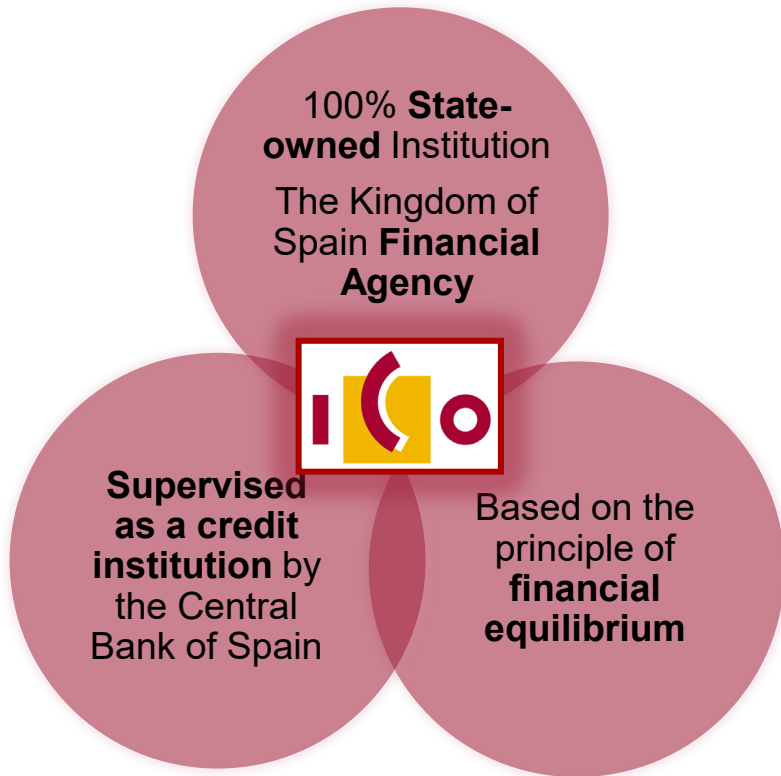 100% State-
owned Institution
The Kingdom of
Spain Financial
Agency
ICO
Supervised
as a credit
institution by
the Central
Bank of Spain
Based on the
principle of
financial
equilibrium